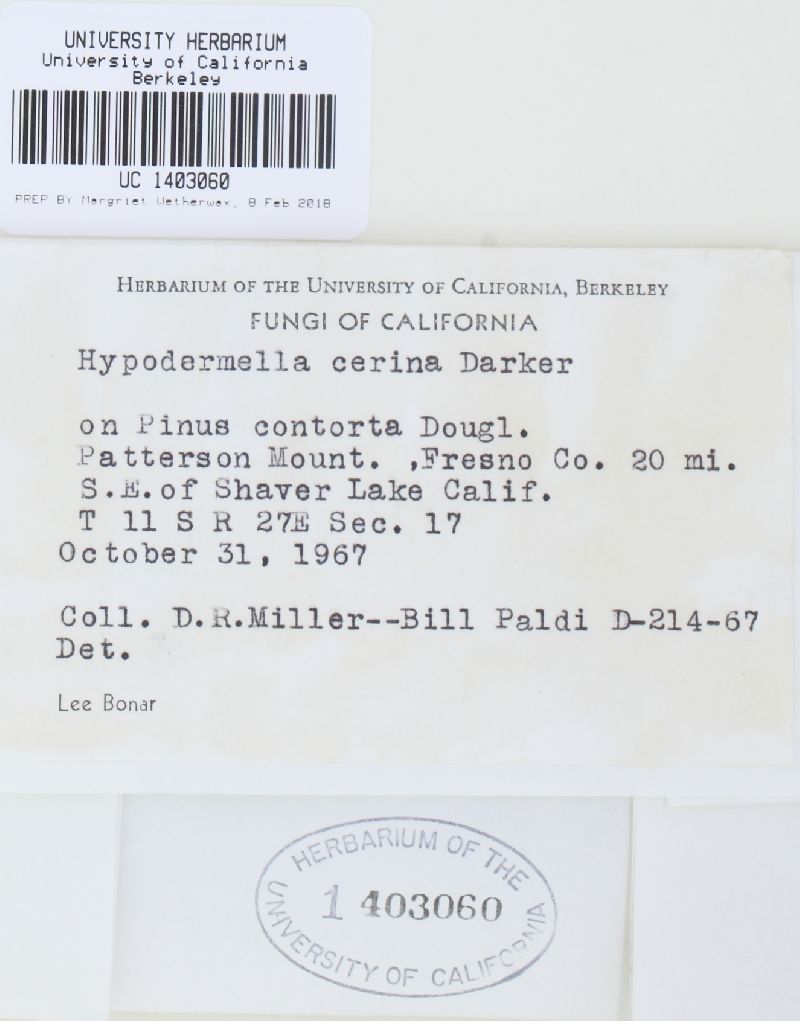 UNIVERSITY HERBARIUM
University of California
Berkeley
UC 1403060
PREP BY Margriet Wetherwax, 8 Feb 2018
HERBARIUM OF THE UNIVERSITY OF CALIFORNIA, BERKELEY
FUNGI OF CALIFORNIA
Hypodermella cerina Darker
on Pinus contorta Dougl.
Patterson Mount. ,Fresno Co. 20 mi.
S.E.of Shaver Lake Calif.
T 11 S R 27E Sec. 17
October 31, 1967
Coll. D.R.Miller--Bill Paldi D-214-67
Det.
Lee Bonar
HERBARIUM OF THE
1 403060
UNIVERSITY OF CALIFORNIA